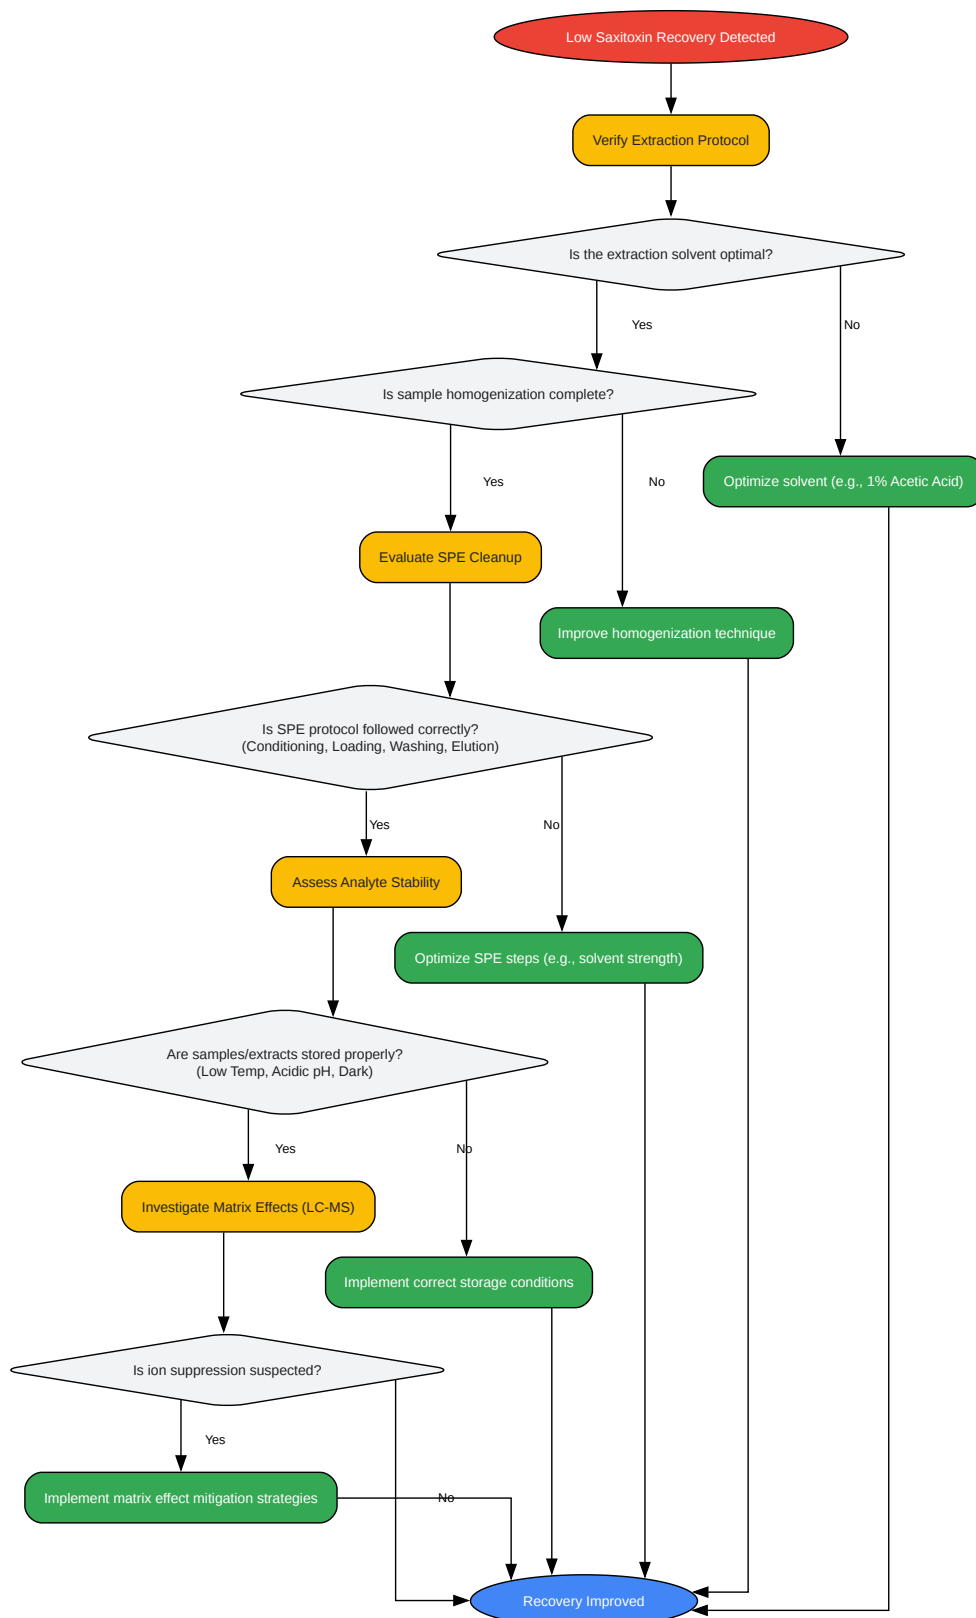 Low Saxitoxin Recovery Detected
Verify Extraction Protocol
Is the extraction solvent optimal?
Yes
No
Is sample homogenization complete?
Yes
No
Optimize solvent (e.g., 1% Acetic Acid)
Evaluate SPE Cleanup
Improve homogenization technique
Is SPE protocol followed correctly?
(Conditioning, Loading, Washing, Elution)
Yes
No
Assess Analyte Stability
Optimize SPE steps (e.g., solvent strength)
Are samples/extracts stored properly?
(Low Temp, Acidic pH, Dark)
Yes
No
Investigate Matrix Effects (LC-MS)
Implement correct storage conditions
Is ion suppression suspected?
Yes
Implement matrix effect mitigation strategies
No
Recovery Improved